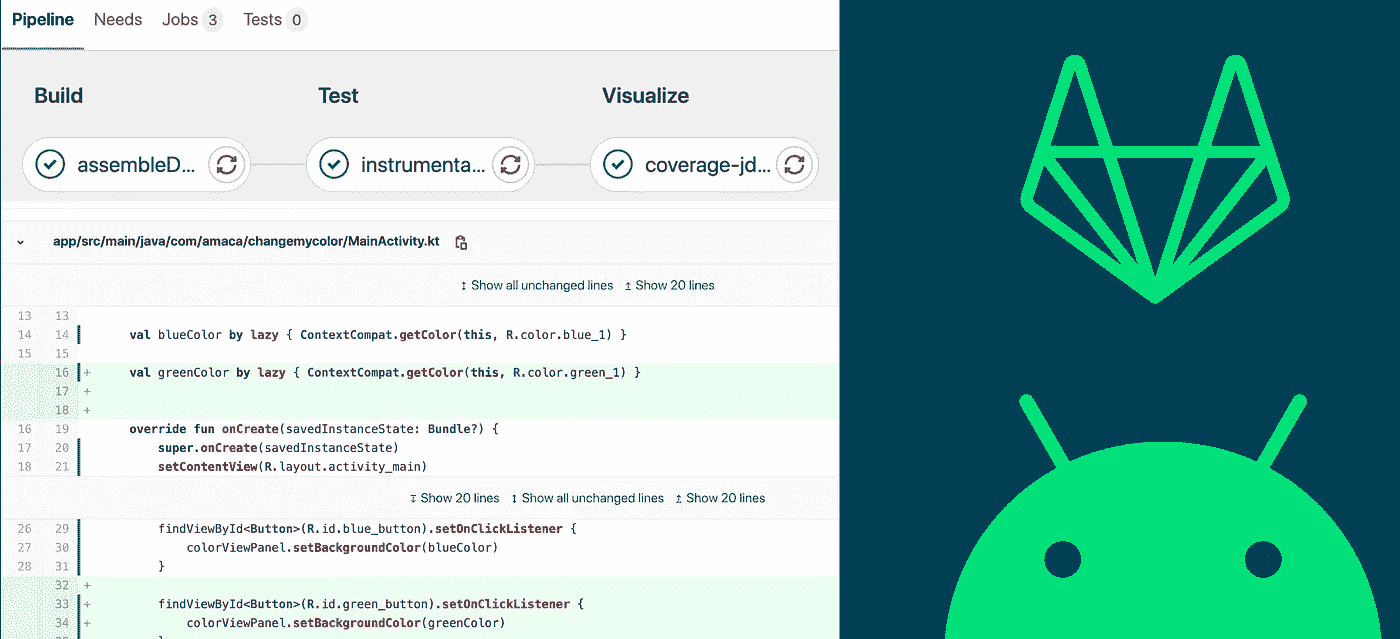 Pipeline Needs Jobs 3 Tests 0
Build Test Visualize
assembleD... instrumenta... coverage-jd...
app/src/main/java/com/amaca/changemycolor/MainActivity.kt
Show all unchanged lines Show 20 lines
13 13
14 14 val blueColor by lazy { ContextCompat.getColor(this, R.color.blue_1) }
15 15
16 + val greenColor by lazy { ContextCompat.getColor(this, R.color.green_1) }
17 +
18 +
16 19 override fun onCreate(savedInstanceState: Bundle?) {
17 20 super.onCreate(savedInstanceState)
18 21 setContentView(R.layout.activity_main)
Show 20 lines Show all unchanged lines Show 20 lines
26 29 findViewById<Button>(R.id.blue_button).setOnClickListener {
27 30 colorViewPanel.setBackgroundColor(blueColor)
28 31 }
32 +
33 + findViewById<Button>(R.id.green_button).setOnClickListener {
34 + colorViewPanel.setBackgroundColor(greenColor)